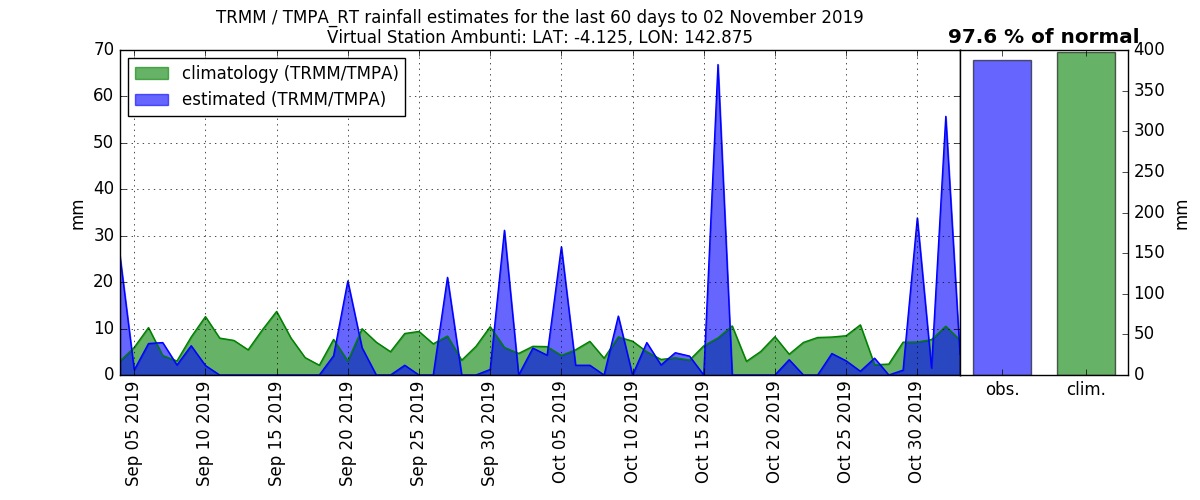 TRMM / TMPA_RT rainfall estimates for the last 60 days to 02 November 2019
Virtual Station Ambunti: LAT: -4.125, LON: 142.875
97.6 % of normal
climatology (TRMM/TMPA)
estimated (TRMM/TMPA)
mm
70
60
50
40
30
20
10
0
Sep 05 2019
Sep 10 2019
Sep 15 2019
Sep 20 2019
Sep 25 2019
Sep 30 2019
Oct 05 2019
Oct 10 2019
Oct 15 2019
Oct 20 2019
Oct 25 2019
Oct 30 2019
obs.
clim.
400
350
300
250
200
150
100
50
0
mm